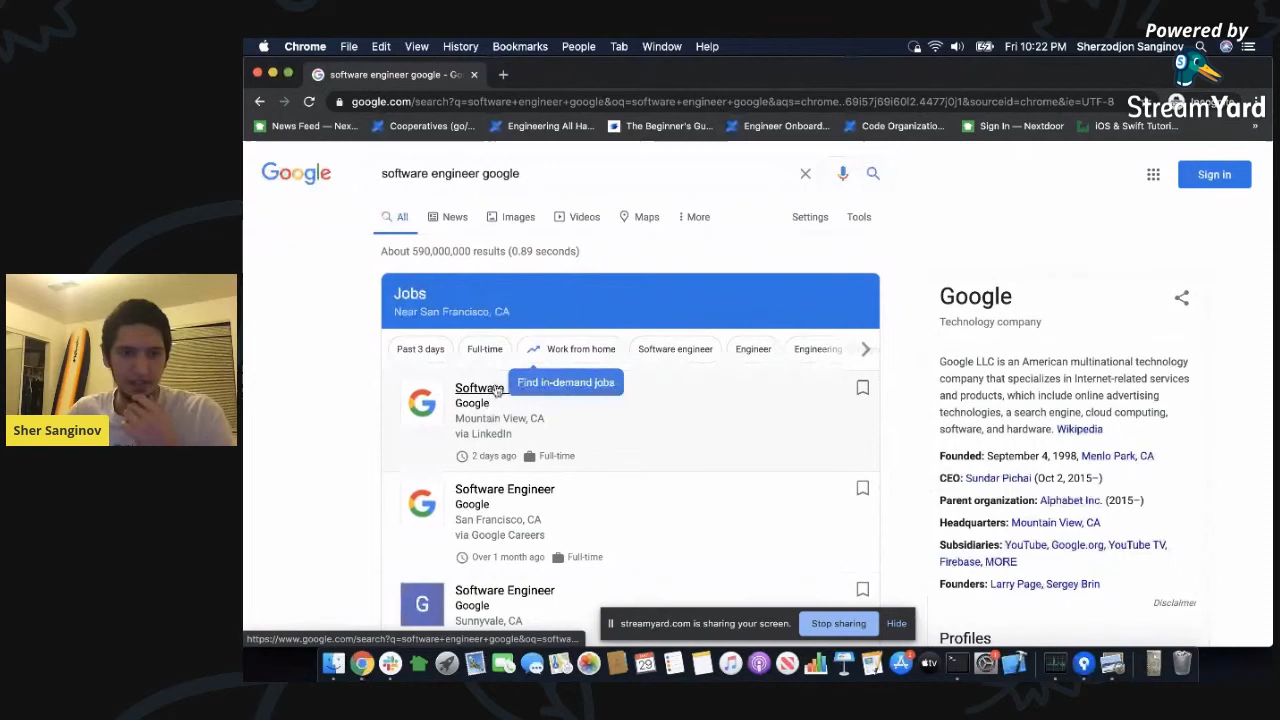 Powered by
StreamYard
Chrome File Edit View History Bookmarks People Tab Window Help
Fri 10:22 PM Sherzodjon Sanginov
software engineer google - Go
google.com/search?q=software+engineer+google&oq=software+engineer+google&aqs=chrome..69i57j69i60l2.4477j0j1&sourceid=chrome&ie=UTF-8
News Feed — Nex... Cooperatives (go/... Engineering All Ha... The Beginner's Gu... Engineer Onboard... Code Organizatio... Sign In — Nextdoor iOS & Swift Tutori... »
Google
software engineer google
Sign in
All News Images Videos Maps More Settings Tools
About 590,000,000 results (0.89 seconds)
Jobs
Near San Francisco, CA
Past 3 days Full-time Work from home Software engineer Engineer Engineering
Find in-demand jobs
Google
Mountain View, CA
via LinkedIn
2 days ago Full-time
Software Engineer
Google
San Francisco, CA
via Google Careers
Over 1 month ago Full-time
G
Software Engineer
Google
Sunnyvale, CA
Google
Technology company
Google LLC is an American multinational technology
company that specializes in Internet-related services
and products, which include online advertising
technologies, a search engine, cloud computing,
software, and hardware. Wikipedia
Founded: September 4, 1998, Menlo Park, CA
CEO: Sundar Pichai (Oct 2, 2015–)
Parent organization: Alphabet Inc. (2015–)
Headquarters: Mountain View, CA
Subsidiaries: YouTube, Google.org, YouTube TV,
Firebase, MORE
Founders: Larry Page, Sergey Brin
Disclaimer
Profiles
streamyard.com is sharing your screen. Stop sharing Hide
https://www.google.com/search?q=software+engineer+google&oq=softwa...
Sher Sanginov